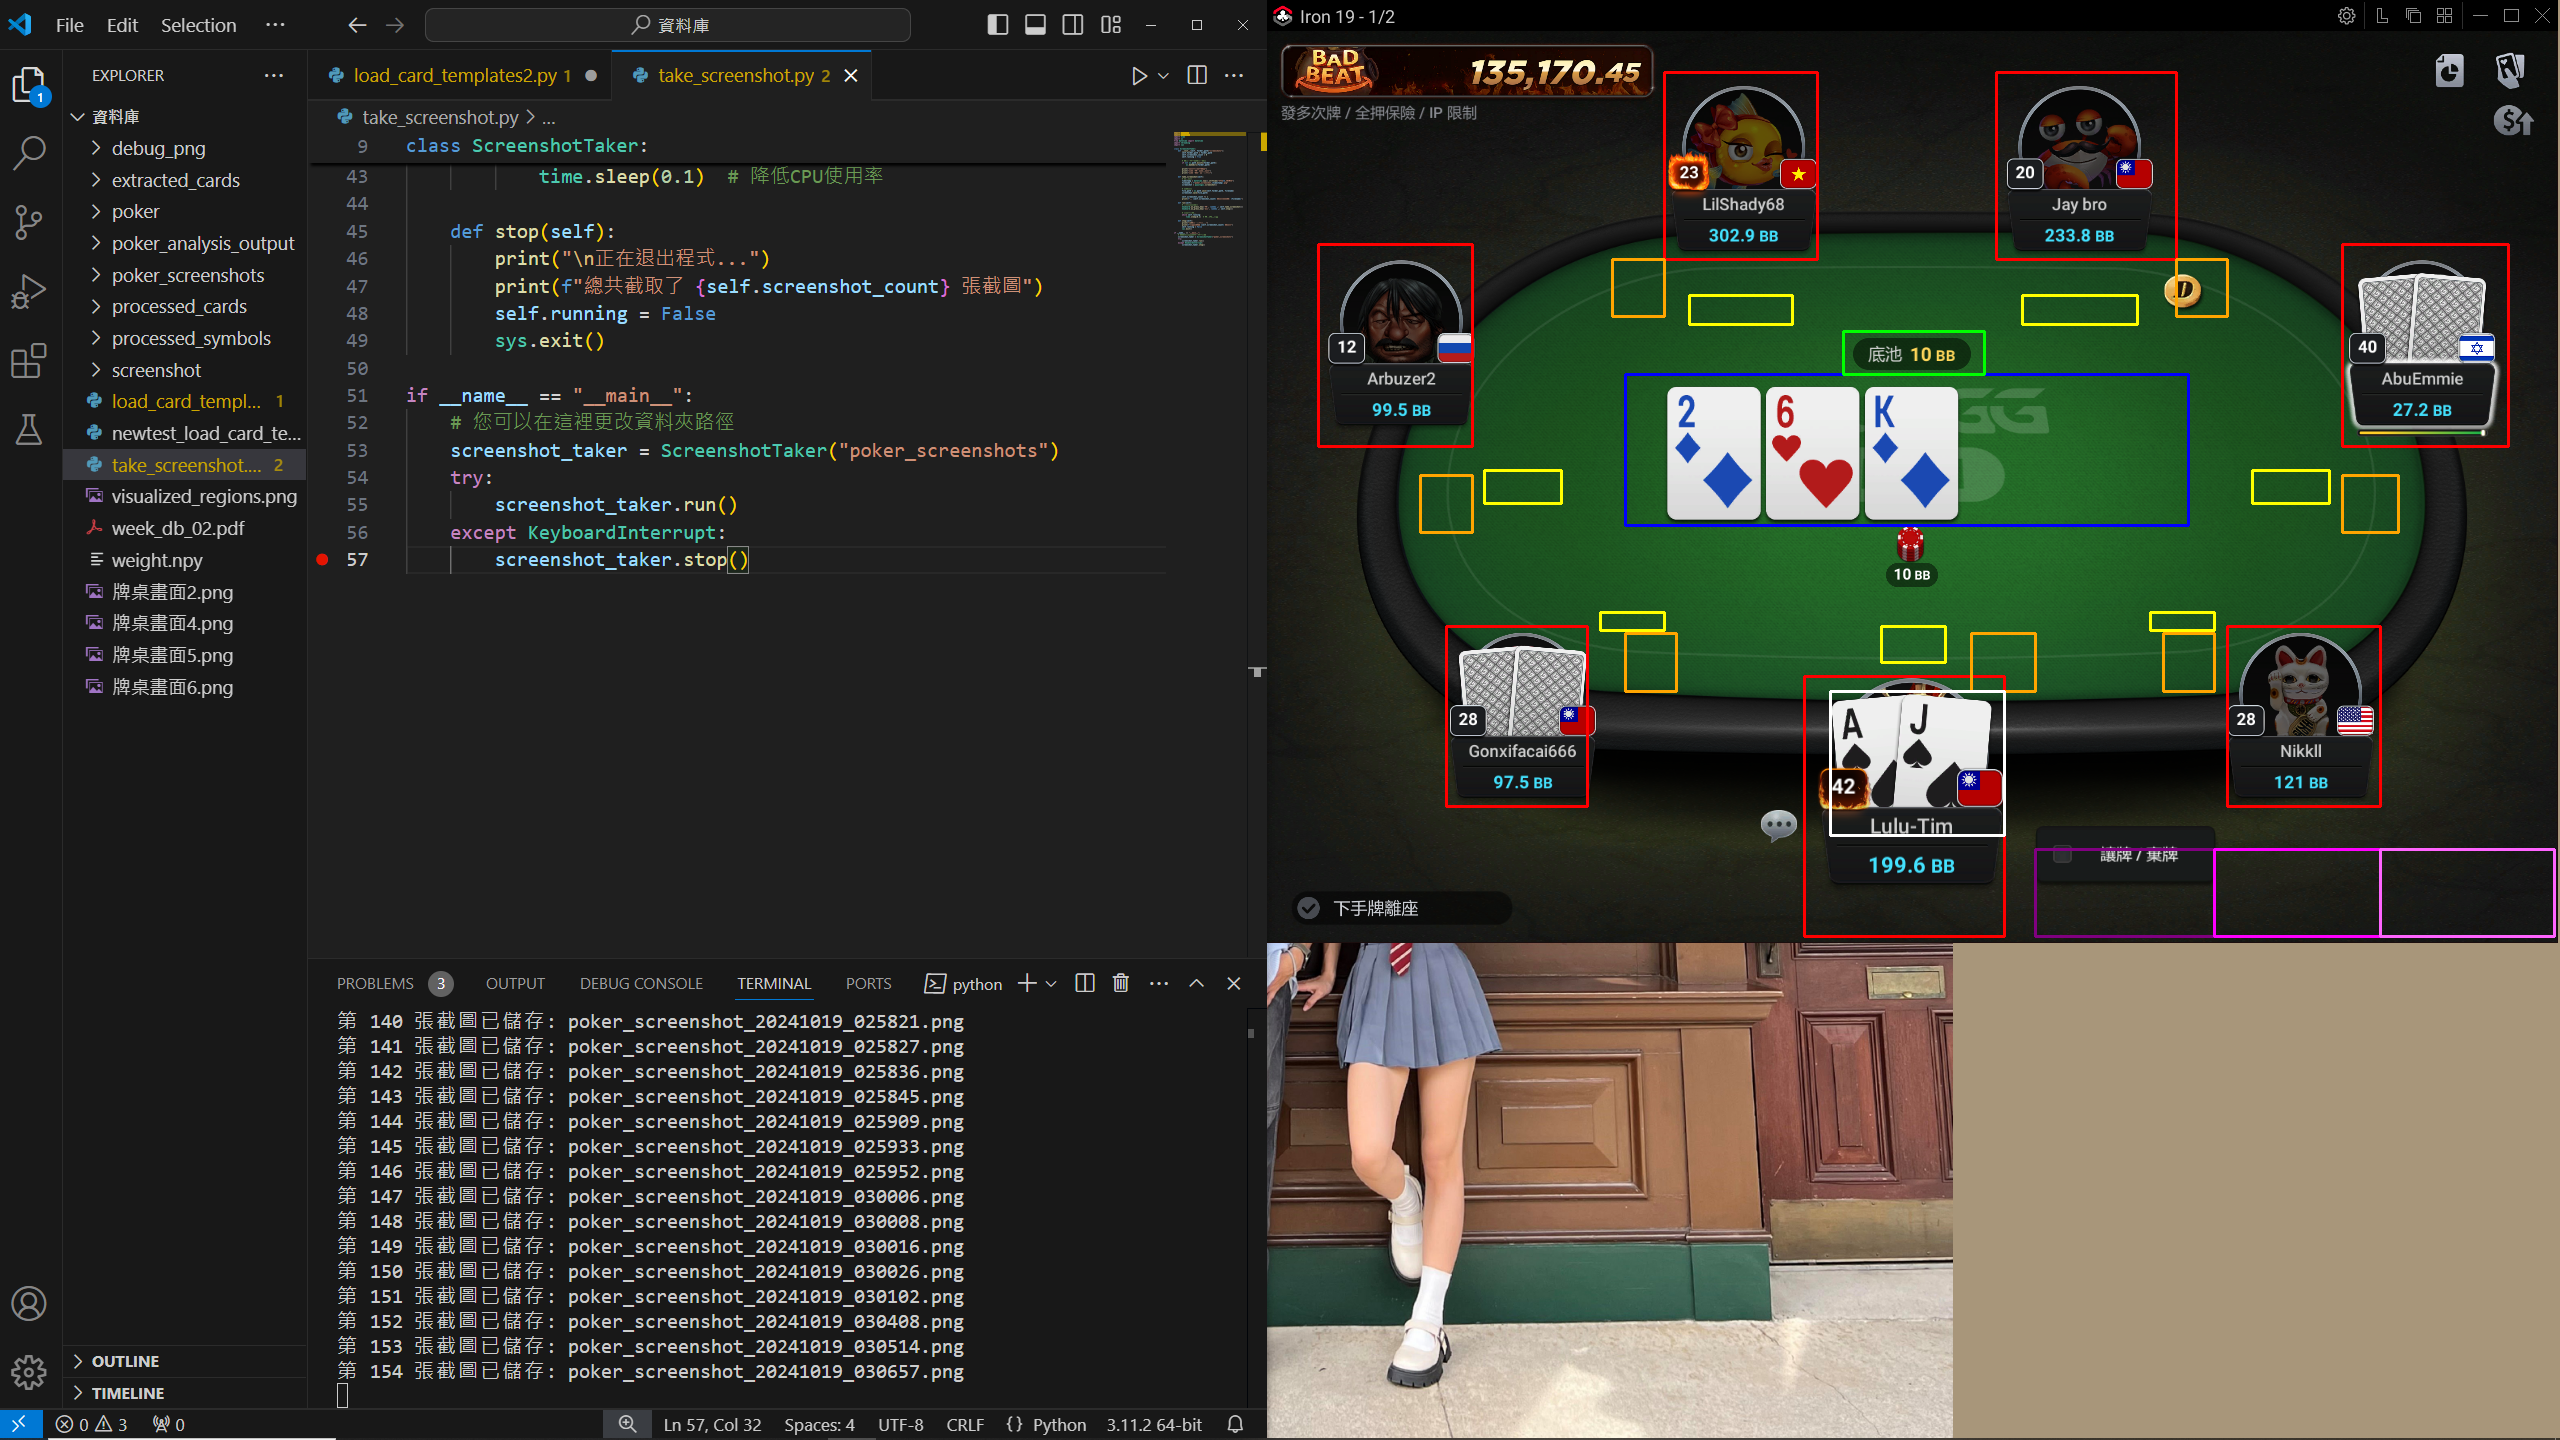 File Edit Selection ···
資料庫
EXPLORER ···
資料庫
debug_png
extracted_cards
poker
poker_analysis_output
poker_screenshots
processed_cards
processed_symbols
screenshot
load_card_templ... 1
newtest_load_card_te...
take_screenshot.... 2
visualized_regions.png
week_db_02.pdf
weight.npy
牌桌畫面2.png
牌桌畫面4.png
牌桌畫面5.png
牌桌畫面6.png
OUTLINE
TIMELINE
1
load_card_templates2.py 1
take_screenshot.py 2
take_screenshot.py > ...
9 class ScreenshotTaker:
43 time.sleep(0.1) # 降低CPU使用率
44
45 def stop(self):
46 print("\n正在退出程式...")
47 print(f"總共截取了 {self.screenshot_count} 張截圖")
48 self.running = False
49 sys.exit()
50
51 if __name__ == "__main__":
52 # 您可以在這裡更改資料夾路徑
53 screenshot_taker = ScreenshotTaker("poker_screenshots")
54 try:
55 screenshot_taker.run()
56 except KeyboardInterrupt:
57 screenshot_taker.stop()
PROBLEMS 3 OUTPUT DEBUG CONSOLE TERMINAL PORTS python
第 140 張截圖已儲存: poker_screenshot_20241019_025821.png
第 141 張截圖已儲存: poker_screenshot_20241019_025827.png
第 142 張截圖已儲存: poker_screenshot_20241019_025836.png
第 143 張截圖已儲存: poker_screenshot_20241019_025845.png
第 144 張截圖已儲存: poker_screenshot_20241019_025909.png
第 145 張截圖已儲存: poker_screenshot_20241019_025933.png
第 146 張截圖已儲存: poker_screenshot_20241019_025952.png
第 147 張截圖已儲存: poker_screenshot_20241019_030006.png
第 148 張截圖已儲存: poker_screenshot_20241019_030008.png
第 149 張截圖已儲存: poker_screenshot_20241019_030016.png
第 150 張截圖已儲存: poker_screenshot_20241019_030026.png
第 151 張截圖已儲存: poker_screenshot_20241019_030102.png
第 152 張截圖已儲存: poker_screenshot_20241019_030408.png
第 153 張截圖已儲存: poker_screenshot_20241019_030514.png
第 154 張截圖已儲存: poker_screenshot_20241019_030657.png
0 3 0 Ln 57, Col 32 Spaces: 4 UTF-8 CRLF {} Python 3.11.2 64-bit
Iron 19 - 1/2
BAD BEAT 135,170.45
發多次牌 / 全押保險 / IP 限制
23
LilShady68
302.9 BB
20
Jay bro
233.8 BB
D
12
Arbuzer2
99.5 BB
40
AbuEmmie
27.2 BB
底池 10 BB
2 6 K
10 BB
28
Gonxifacai666
97.5 BB
A J
42
Lulu-Tim
199.6 BB
28
Nikkll
121 BB
讓牌 / 棄牌
下手牌離座